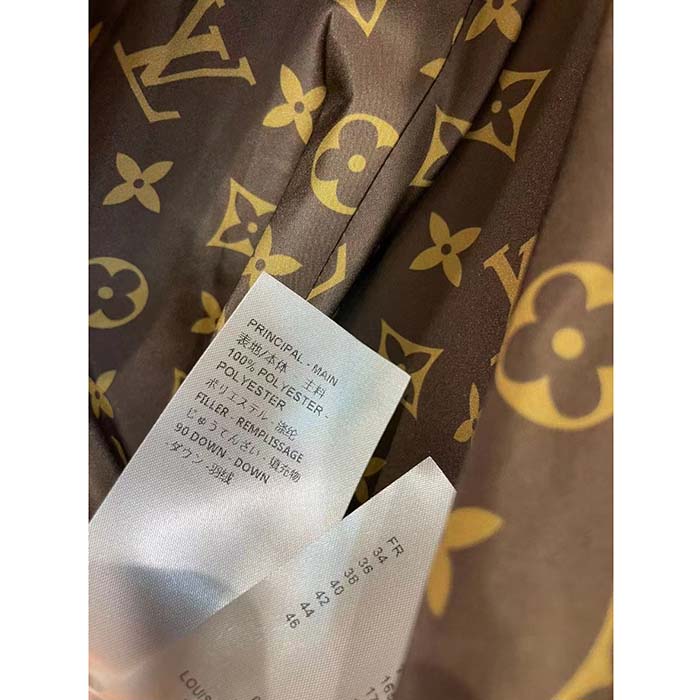 LV
PRINCIPAL - MAIN
表地/本体 主料
100% POLYESTER -
POLYESTER
ポリエステル - 涤纶
FILLER - REMPLISSAGE
じゅうてんざい - 填充物
90 DOWN - DOWN
- ダウン - 羽绒
FR
34
36
38
40
42
44
46
LOUIS